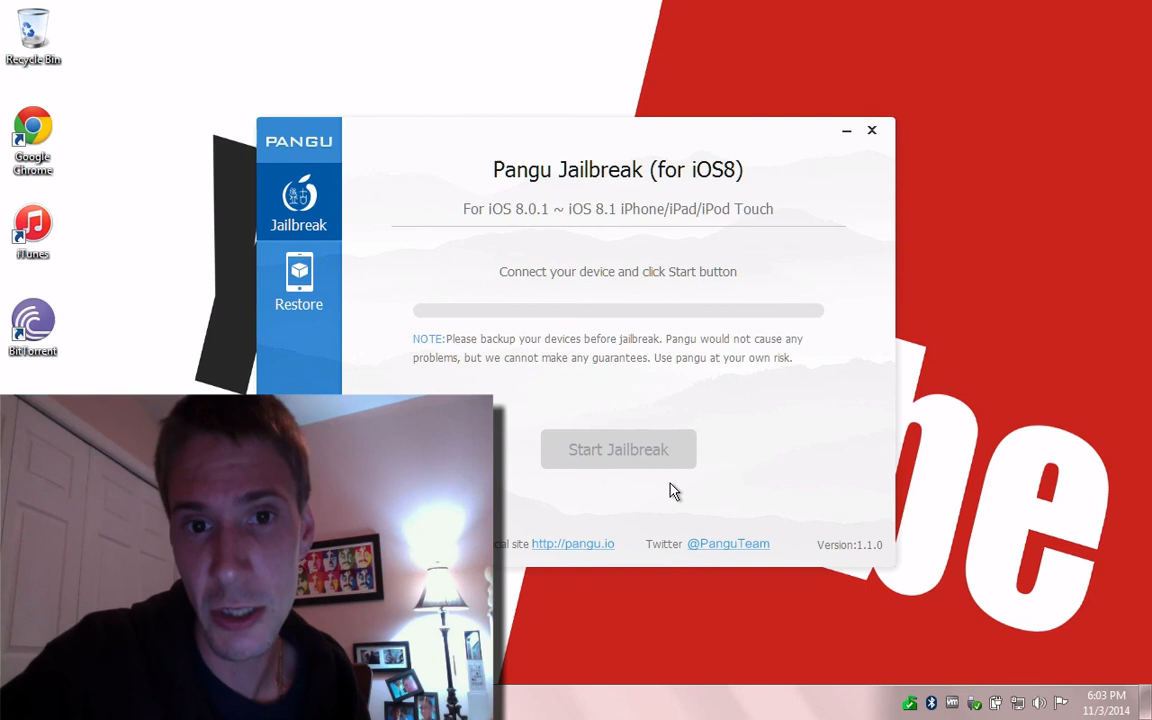 Recycle Bin
Google
Chrome
iTunes
BitTorrent
PANGU
Jailbreak
Restore
Pangu Jailbreak (for iOS8)
For iOS 8.0.1 ~ iOS 8.1 iPhone/iPad/iPod Touch
Connect your device and click Start button
NOTE:Please backup your devices before jailbreak. Pangu would not cause any
problems, but we cannot make any guarantees. Use pangu at your own risk.
Start Jailbreak
site http://pangu.io Twitter @PanguTeam Version:1.1.0
be
6:03 PM
11/3/2014